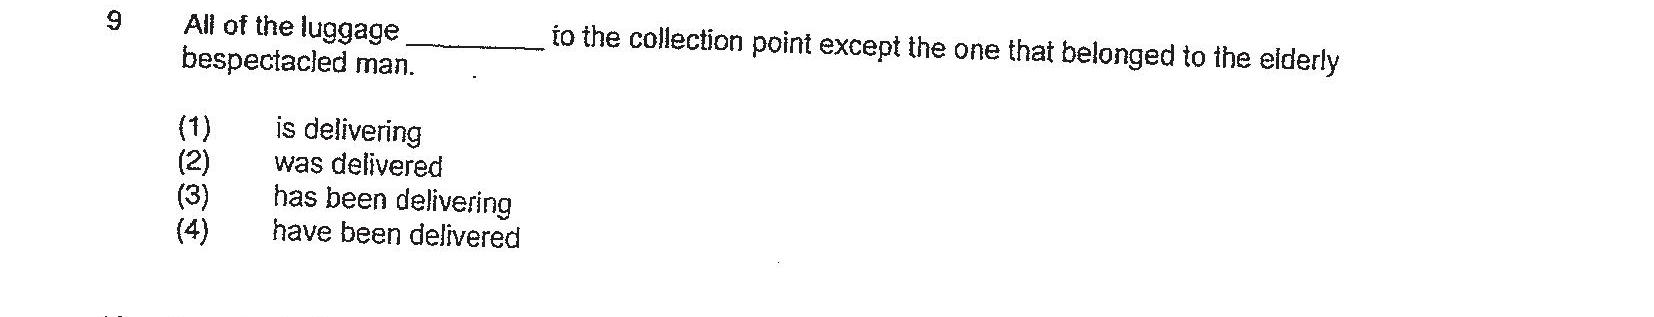 9 All of the luggage ________ to the collection point except the one that belonged to the elderly
bespectacled man.
(1) is delivering
(2) was delivered
(3) has been delivering
(4) have been delivered